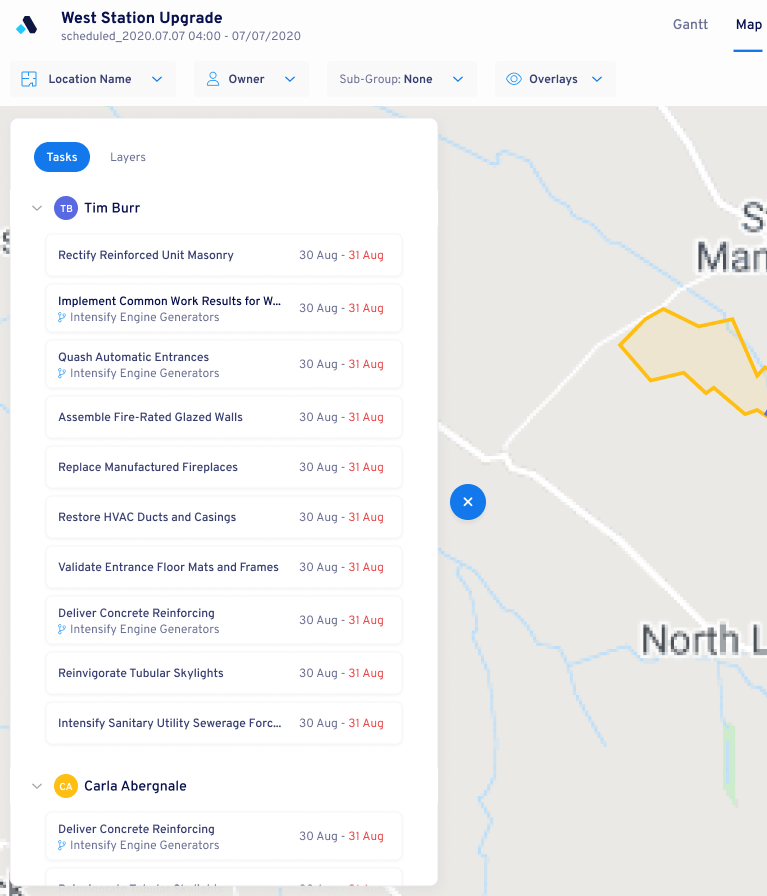 West Station Upgrade
scheduled_2020.07.07 04:00 - 07/07/2020
Gantt
Map
Location Name
Owner
Sub-Group: None
Overlays
Tasks
Layers
TB Tim Burr
Rectify Reinforced Unit Masonry 30 Aug - 31 Aug
Implement Common Work Results for W... 30 Aug - 31 Aug
Intensify Engine Generators
Quash Automatic Entrances 30 Aug - 31 Aug
Intensify Engine Generators
Assemble Fire-Rated Glazed Walls 30 Aug - 31 Aug
Replace Manufactured Fireplaces 30 Aug - 31 Aug
Restore HVAC Ducts and Casings 30 Aug - 31 Aug
Validate Entrance Floor Mats and Frames 30 Aug - 31 Aug
Deliver Concrete Reinforcing 30 Aug - 31 Aug
Intensify Engine Generators
Reinvigorate Tubular Skylights 30 Aug - 31 Aug
Intensify Sanitary Utility Sewerage Forc... 30 Aug - 31 Aug
CA Carla Abergnale
Deliver Concrete Reinforcing 30 Aug - 31 Aug
Intensify Engine Generators
North L